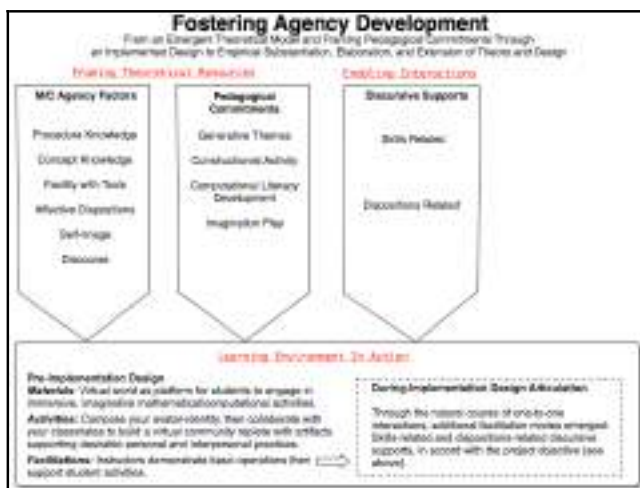 Fostering Agency Development
From an Emergent Theoretical Model and Framing Pedagogical Commitments Through
an Implemented Design to Empirical Substantiation, Elaboration, and Extension of Theory and Design
Framing Theoretical Resources
Enabling Interactions
M/C Agency Factors
Procedure Knowledge
Concept Knowledge
Facility with Tools
Affective Dispositions
Self-Image
Discourse
Pedagogical
Commitments
Generative Themes
Constructionist Activity
Computational Literacy
Development
Imagination Play
Discursive Supports
Skills Related
Dispositions Related
Learning Environment In Action
Pre-Implementation Design
Materials: Virtual world as platform for students to engage in
immersive, imaginative mathematical/computational activities.
Activities: Compose your avatar-identity, then collaborate with
your classmates to build a virtual community replete with artifacts
supporting desirable personal and interpersonal practices.
Facilitations: Instructors demonstrate basic operations then
support student activities.
During Implementation Design Articulation
Through the natural course of one-to-one
interactions, additional facilitation modes emerged:
Skills-related and dispositions-related discursive
supports, in accord with the project objective (see
above).